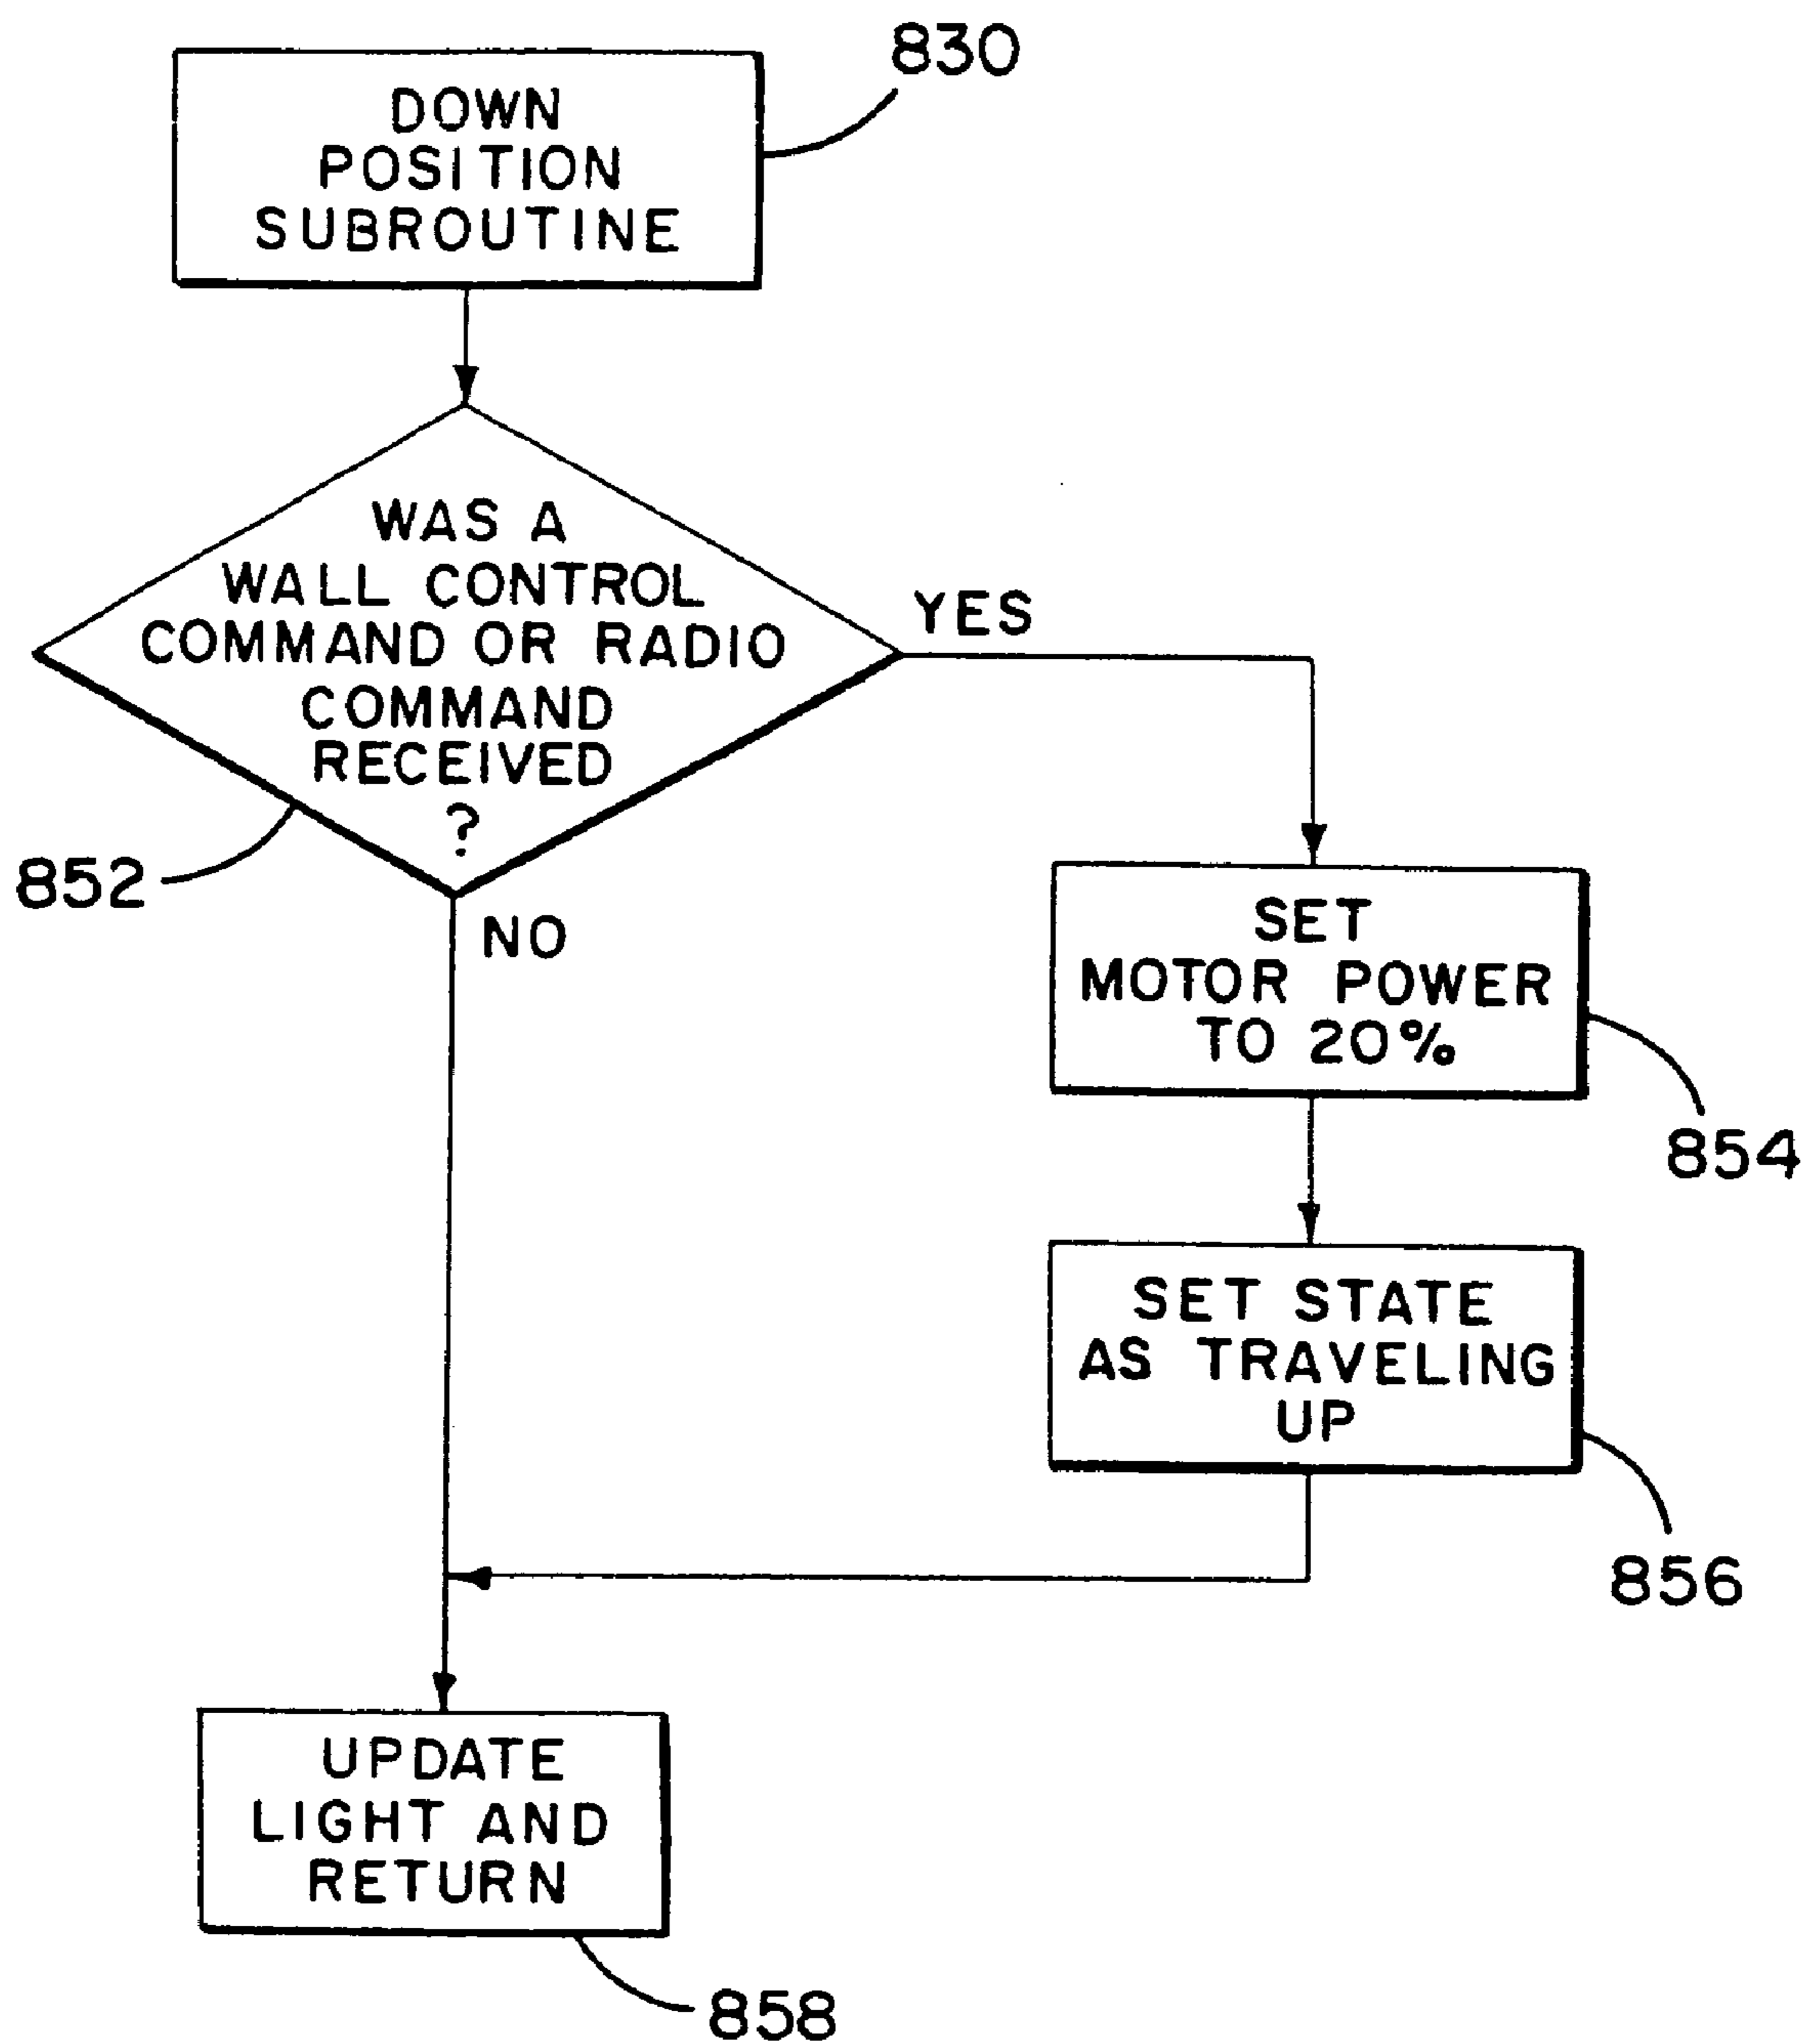 830
DOWN
POSITION
SUBROUTINE
WAS A
WALL CONTROL
COMMAND OR RADIO
COMMAND
RECEIVED
?
YES
852
NO
SET
MOTOR POWER
TO 20%
854
SET STATE
AS TRAVELING
UP
856
UPDATE
LIGHT AND
RETURN
858